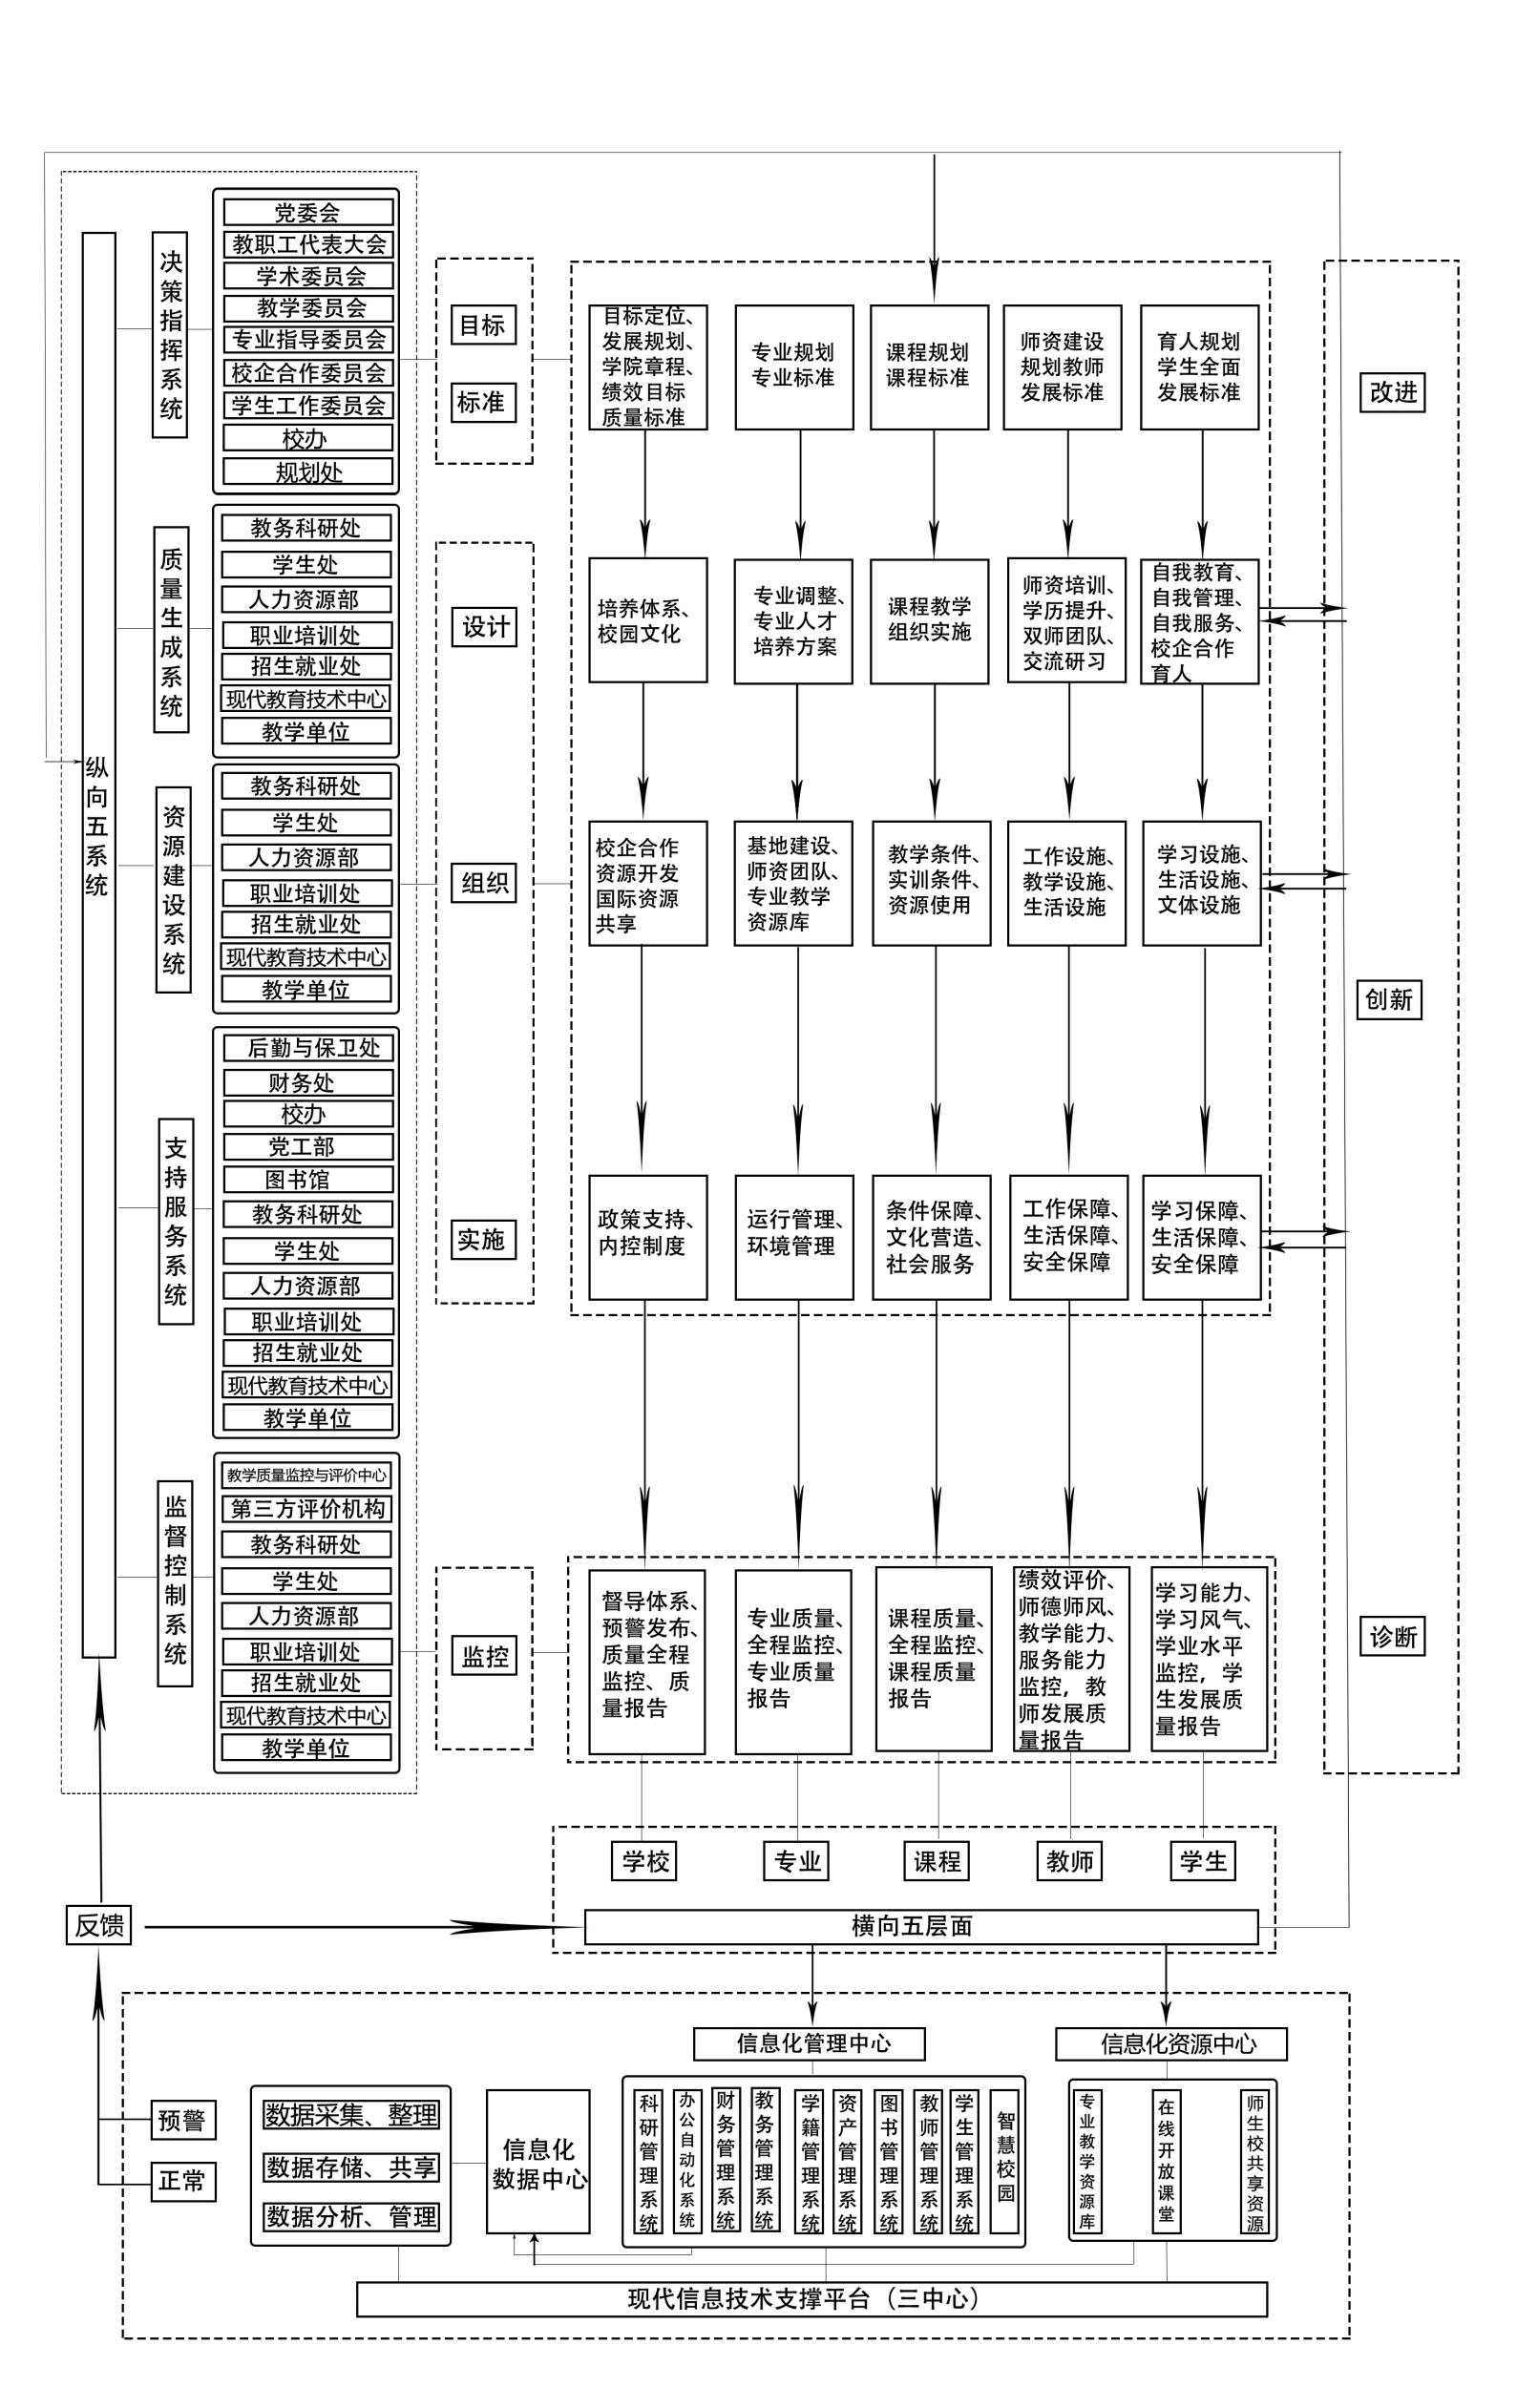 纵向五系统
决策指挥系统
党委会
教职工代表大会
学术委员会
教学委员会
专业指导委员会
校企合作委员会
学生工作委员会
校办
规划处
质量生成系统
教务科研处
学生处
人力资源部
职业培训处
招生就业处
现代教育技术中心
教学单位
资源建设系统
教务科研处
学生处
人力资源部
职业培训处
招生就业处
现代教育技术中心
教学单位
支持服务系统
后勤与保卫处
财务处
校办
党工部
图书馆
教务科研处
学生处
人力资源部
职业培训处
招生就业处
现代教育技术中心
教学单位
监督控制系统
教学质量监控与评价中心
第三方评价机构
教务科研处
学生处
人力资源部
职业培训处
招生就业处
现代教育技术中心
教学单位
目标
标准
设计
组织
实施
监控
目标定位、
发展规划、
学院章程、
绩效目标
质量标准
专业规划
专业标准
课程规划
课程标准
师资建设
规划教师
发展标准
育人规划
学生全面
发展标准
培养体系、
校园文化
专业调整、
专业人才
培养方案
课程教学
组织实施
师资培训、
学历提升、
双师团队、
交流研习
自我教育、
自我管理、
自我服务、
校企合作
育人
校企合作
资源开发
国际资源
共享
基地建设、
师资团队、
专业教学
资源库
教学条件、
实训条件、
资源使用
工作设施、
教学设施、
生活设施
学习设施、
生活设施、
文体设施
政策支持、
内控制度
运行管理、
环境管理
条件保障、
文化营造、
社会服务
工作保障、
生活保障、
安全保障
学习保障、
生活保障、
安全保障
督导体系、
预警发布、
质量全程
监控、质
量报告
专业质量、
全程监控、
专业质量
报告
课程质量、
全程监控、
课程质量
报告
绩效评价、
师德师风、
教学能力、
服务能力
监控，教
师发展质
量报告
学习能力、
学习风气、
学业水平
监控，学
生发展质
量报告
改进
创新
诊断
学校
专业
课程
教师
学生
反馈
横向五层面
信息化管理中心
信息化资源中心
预警
正常
数据采集、整理
数据存储、共享
数据分析、管理
信息化
数据中心
科研管理系统
办公自动化系统
财务管理系统
教务管理系统
学籍管理系统
资产管理系统
图书管理系统
教师管理系统
学生管理系统
智慧校园
专业教学资源库
在线开放课堂
师生校共享资源
现代信息技术支撑平台（三中心）